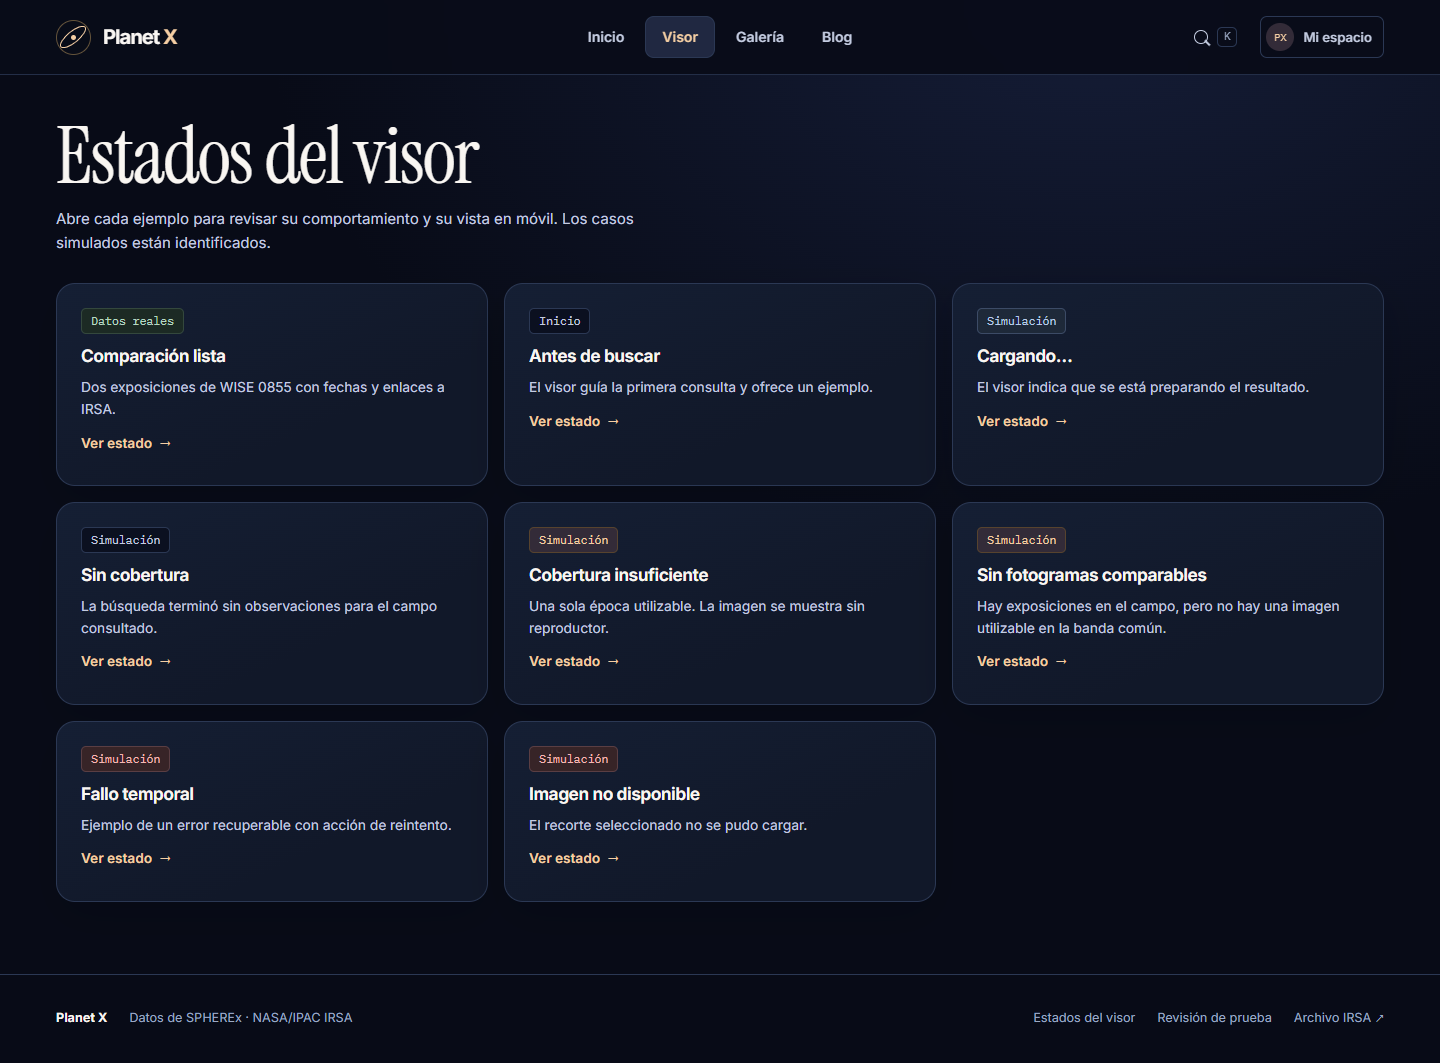 Planet X
Inicio
Visor
Galería
Blog
K
PX
Mi espacio
Estados del visor
Abre cada ejemplo para revisar su comportamiento y su vista en móvil. Los casos
simulados están identificados.
Datos reales
Comparación lista
Dos exposiciones de WISE 0855 con fechas y enlaces a
IRSA.
Ver estado →
Inicio
Antes de buscar
El visor guía la primera consulta y ofrece un ejemplo.
Ver estado →
Simulación
Cargando...
El visor indica que se está preparando el resultado.
Ver estado →
Simulación
Sin cobertura
La búsqueda terminó sin observaciones para el campo
consultado.
Ver estado →
Simulación
Cobertura insuficiente
Una sola época utilizable. La imagen se muestra sin
reproductor.
Ver estado →
Simulación
Sin fotogramas comparables
Hay exposiciones en el campo, pero no hay una imagen
utilizable en la banda común.
Ver estado →
Simulación
Fallo temporal
Ejemplo de un error recuperable con acción de reintento.
Ver estado →
Simulación
Imagen no disponible
El recorte seleccionado no se pudo cargar.
Ver estado →
Planet X
Datos de SPHEREx · NASA/IPAC IRSA
Estados del visor
Revisión de prueba
Archivo IRSA ↗